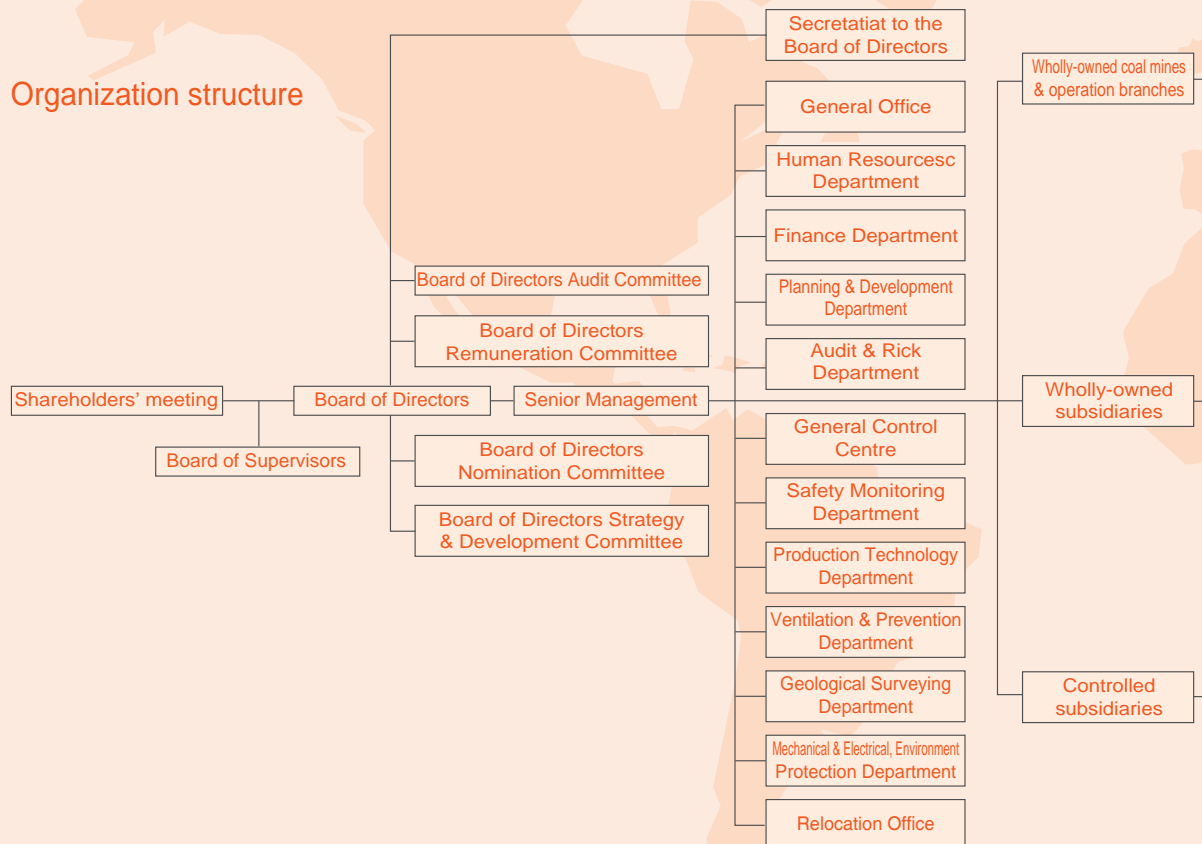 Organization structure
Shareholders' meeting
Board of Supervisors
Board of Directors
Board of Directors Audit Committee
Board of Directors
Remuneration Committee
Senior Management
Board of Directors
Nomination Committee
Board of Directors Strategy
& Development Committee
Secretatiat to the
Board of Directors
General Office
Human Resourcesc
Department
Finance Department
Planning & Development
Department
Audit & Rick
Department
General Control
Centre
Safety Monitoring
Department
Production Technology
Department
Ventilation & Prevention
Department
Geological Surveying
Department
Mechanical & Electrical, Environment
Protection Department
Relocation Office
Wholly-owned coal mines
& operation branches
Wholly-owned
subsidiaries
Controlled
subsidiaries